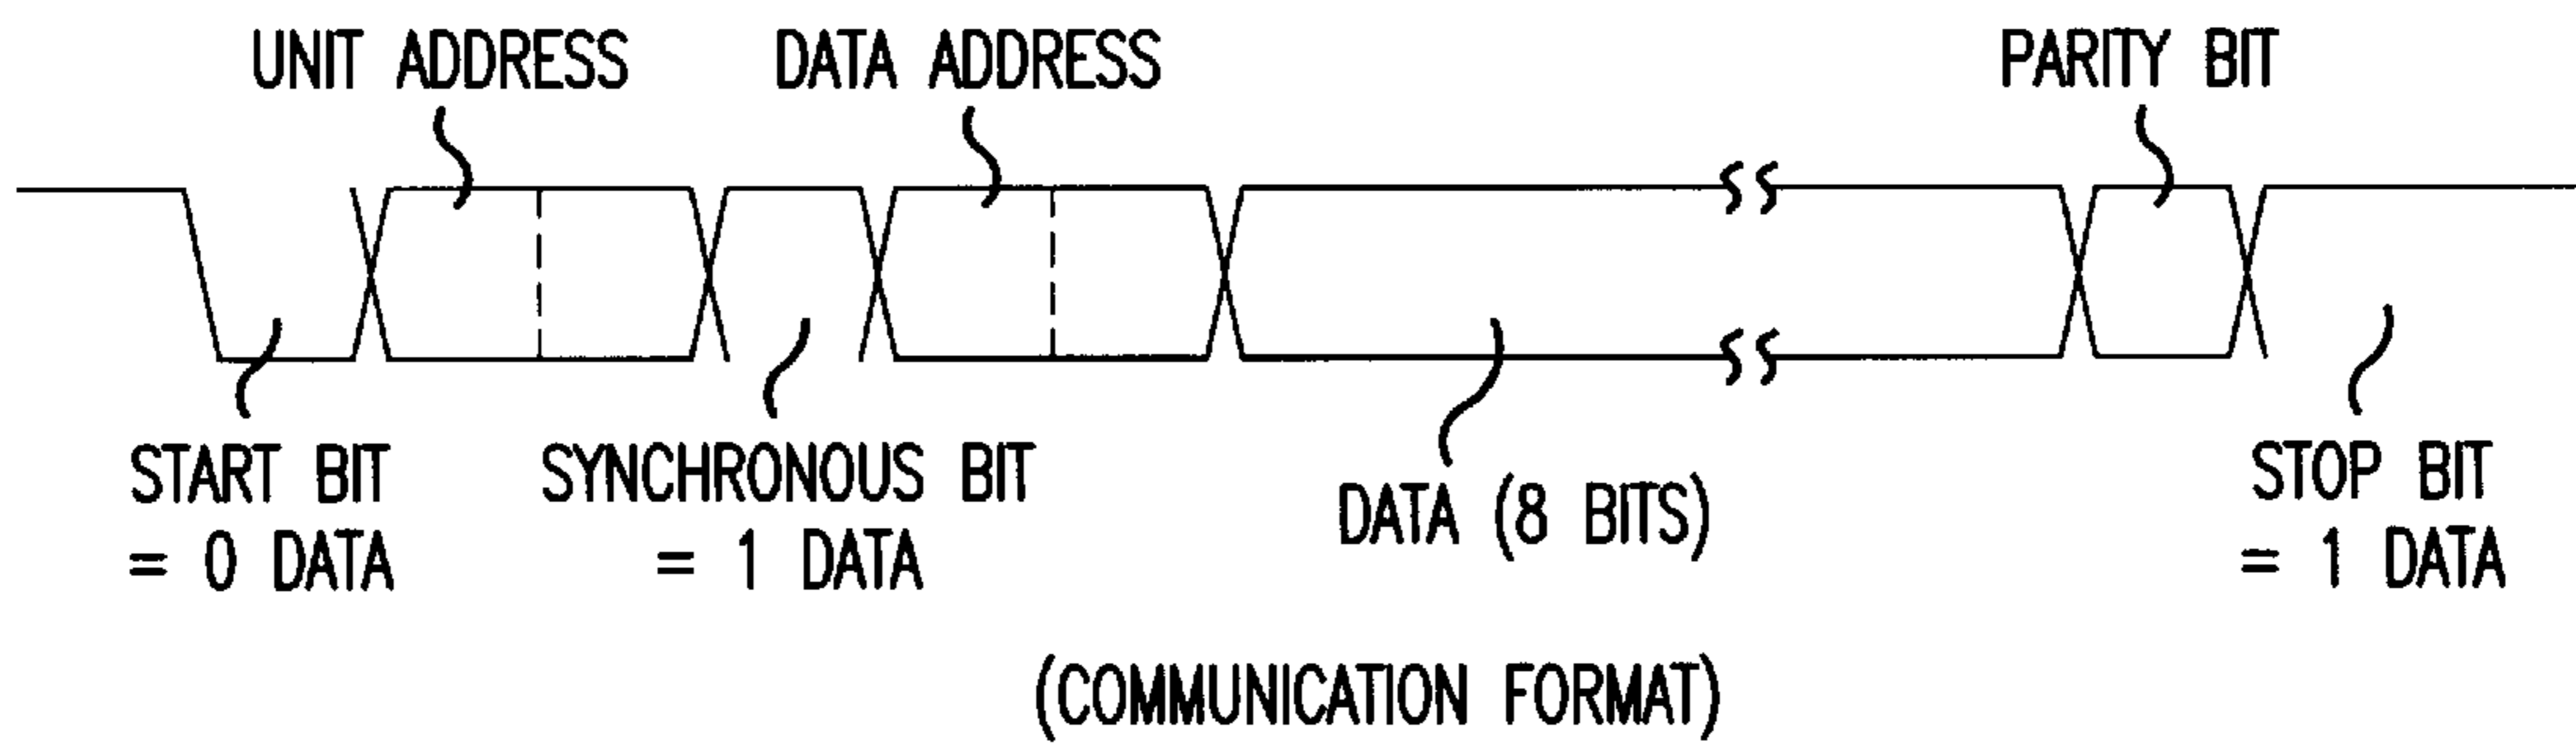 UNIT ADDRESS
DATA ADDRESS
PARITY BIT
START BIT
= 0 DATA
SYNCHRONOUS BIT
= 1 DATA
DATA (8 BITS)
STOP BIT
= 1 DATA
(COMMUNICATION FORMAT)